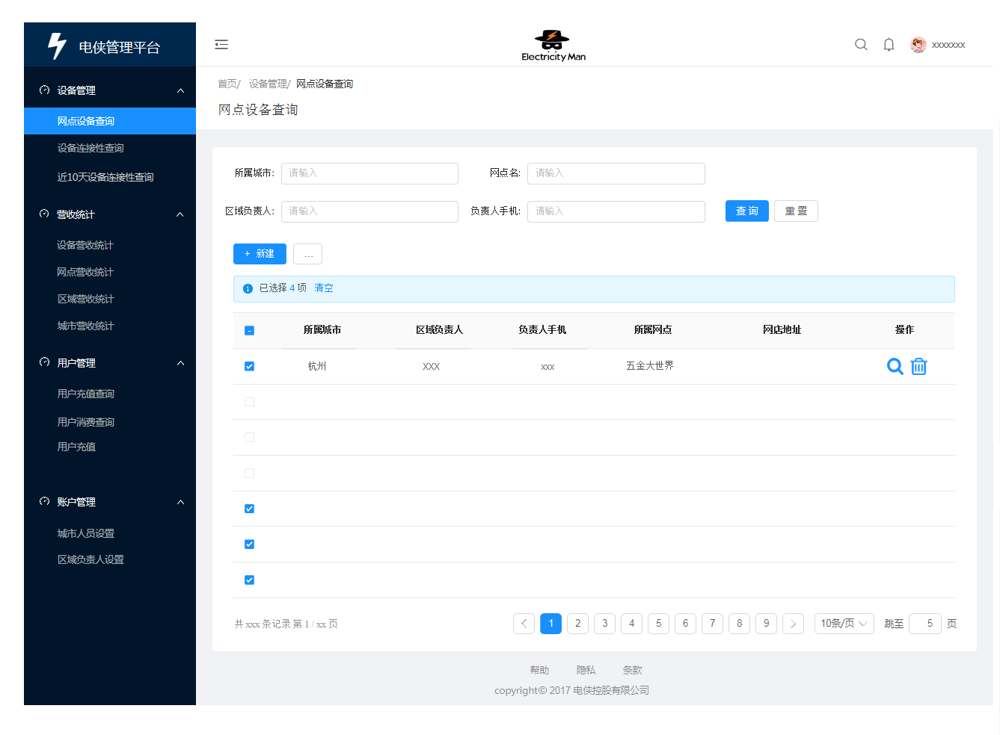 电侠管理平台
Electricity Man
xxxxxxx
设备管理
网点设备查询
设备连接性查询
近10天设备连接性查询
营收统计
设备营收统计
网点营收统计
区域营收统计
城市营收统计
用户管理
用户充值查询
用户消费查询
用户充值
账户管理
城市人员设置
区域负责人设置
首页/ 设备管理/ 网点设备查询
网点设备查询
所属城市: 请输入 网点名: 请输入
区域负责人: 请输入 负责人手机: 请输入 查询 重置
+ 新建 ...
已选择 4 项 清空
所属城市 区域负责人 负责人手机 所属网点 网店地址 操作
杭州 XXX xxx 五金大世界
共 xxx 条记录 第 1 / xx 页 1 2 3 4 5 6 7 8 9 10条/页 跳至 5 页
帮助 隐私 条款
copyright© 2017 电侠控股有限公司